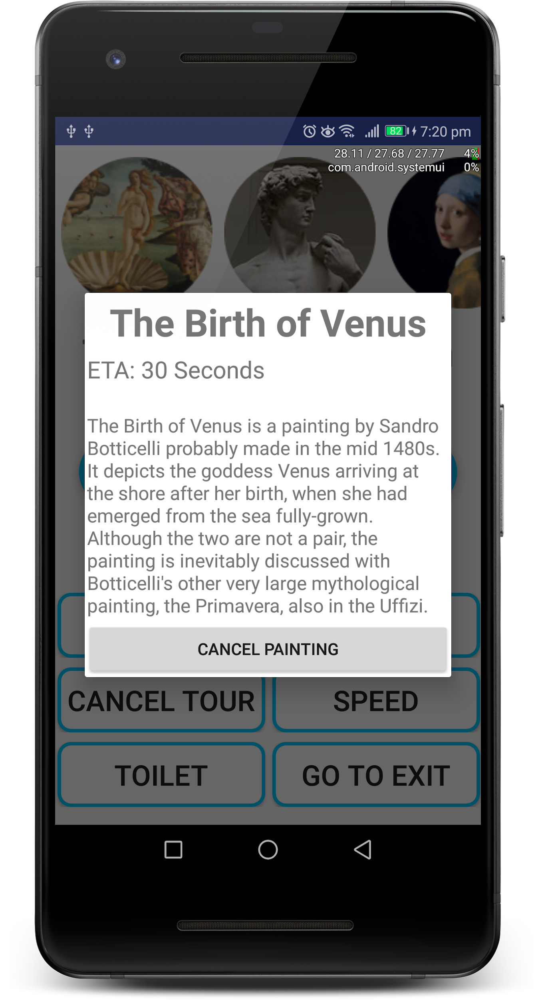 82 7:20 pm
28.11 / 27.68 / 27.77 4%
com.android.systemui 0%
The Birth of Venus
ETA: 30 Seconds
The Birth of Venus is a painting by Sandro
Botticelli probably made in the mid 1480s.
It depicts the goddess Venus arriving at
the shore after her birth, when she had
emerged from the sea fully-grown.
Although the two are not a pair, the
painting is inevitably discussed with
Botticelli's other very large mythological
painting, the Primavera, also in the Uffizi.
CANCEL PAINTING
CANCEL TOUR SPEED
TOILET GO TO EXIT